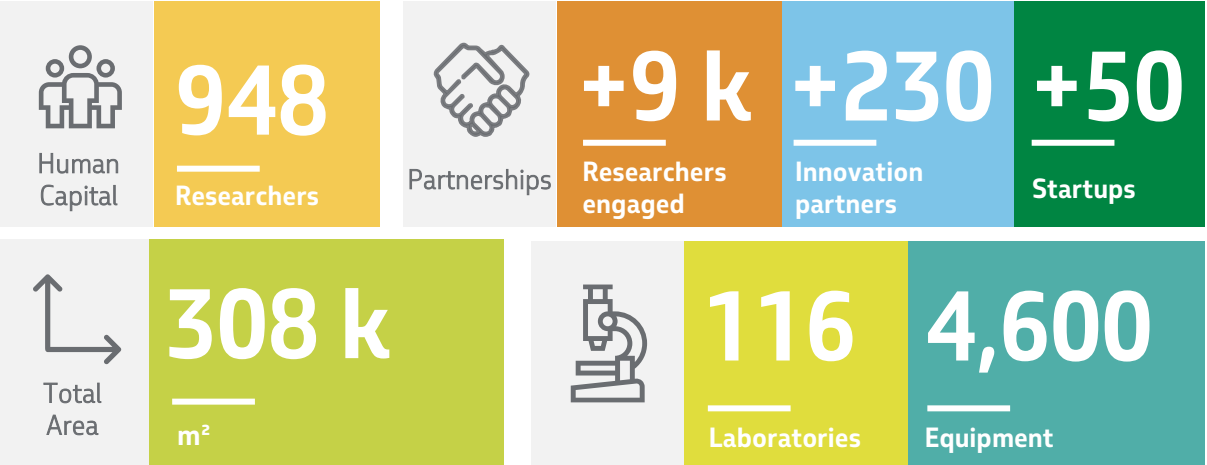 Human
Capital
948
Researchers
Partnerships
+9 k
Researchers
engaged
+230
Innovation
partners
+50
Startups
Total
Area
308 k
m²
116
Laboratories
4,600
Equipment